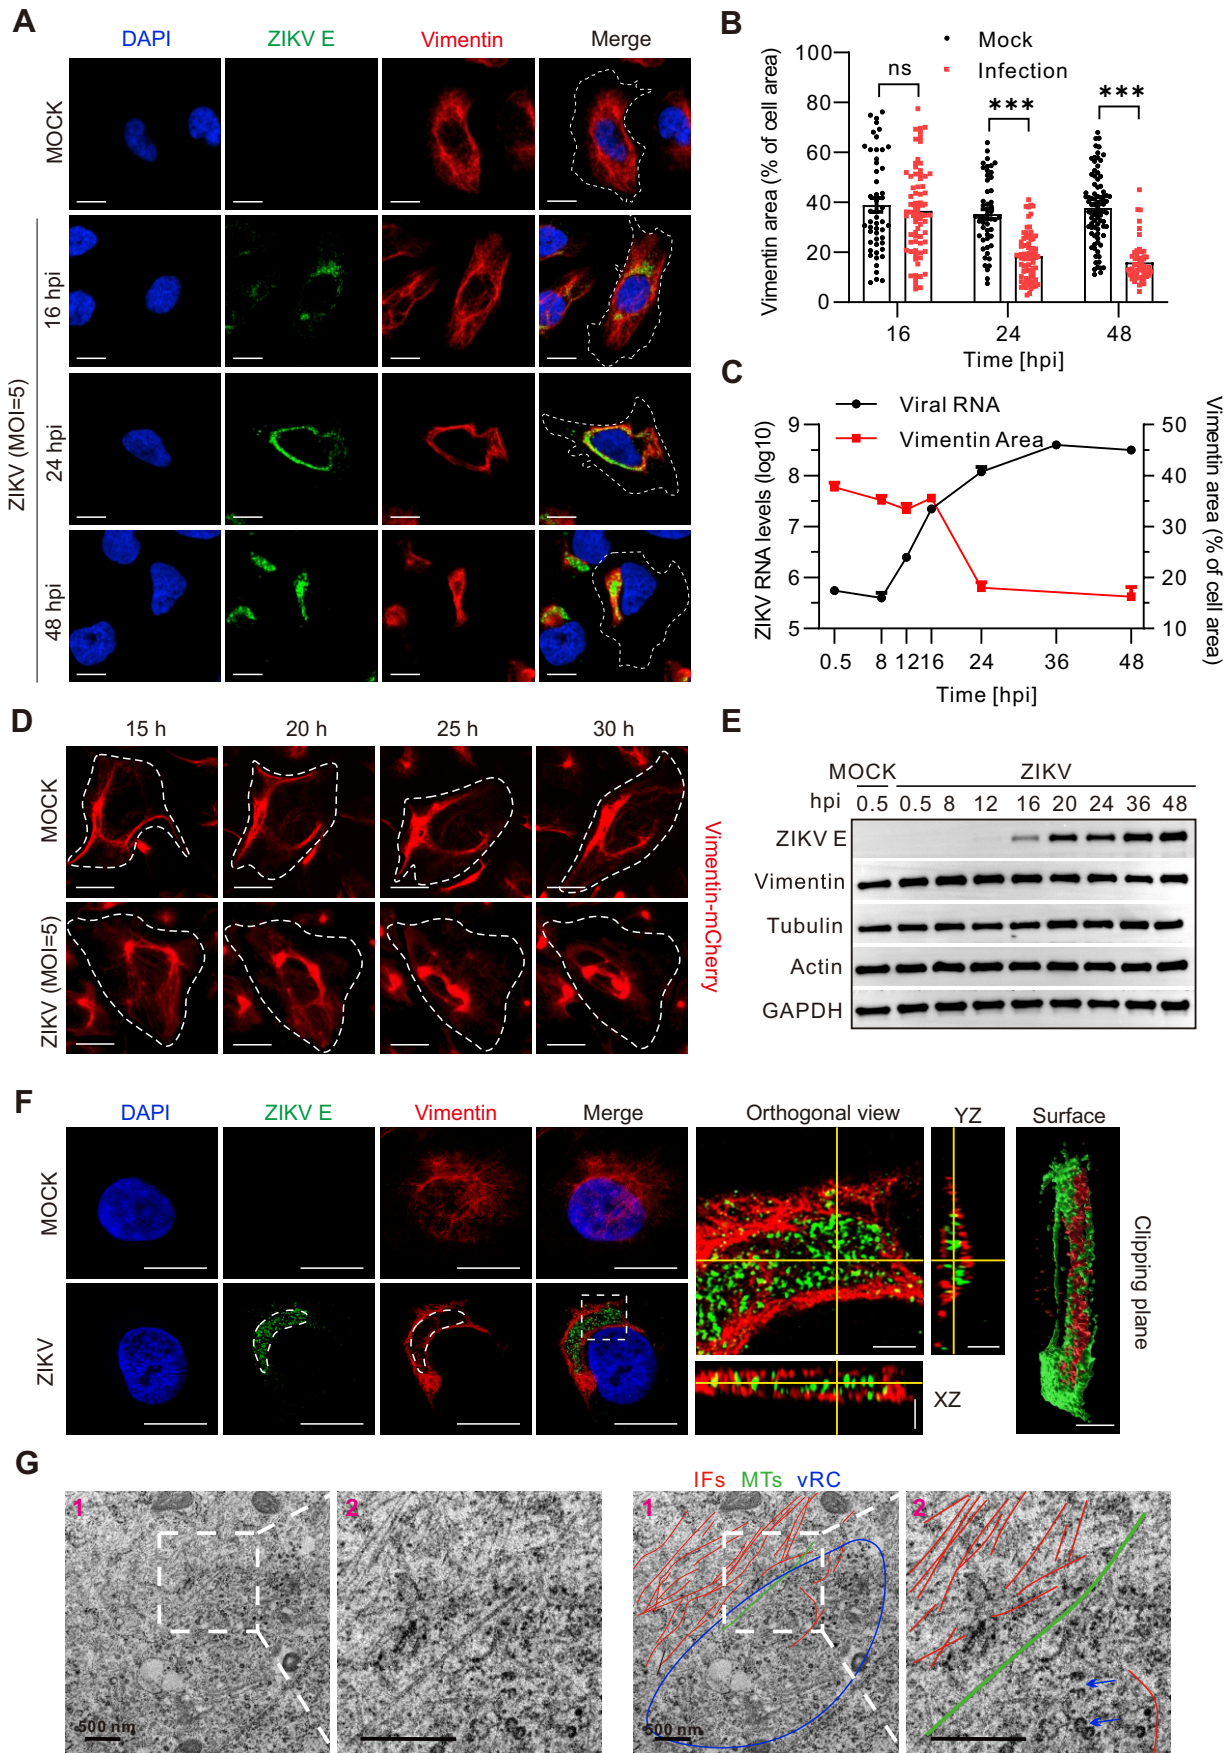 A
DAPI ZIKV E Vimentin Merge
MOCK
ZIKV (MOI=5)
16 hpi
24 hpi
48 hpi
B
Mock
Infection
Vimentin area (% of cell area)
100
80
60
40
20
0
ns
***
***
16 24 48
Time [hpi]
C
Viral RNA
Vimentin Area
ZIKV RNA levels (log10)
9
8
7
6
5
Vimentin area (% of cell area)
50
40
30
20
10
0.5 8 12 16 24 36 48
Time [hpi]
D
15 h 20 h 25 h 30 h
MOCK
ZIKV (MOI=5)
Vimentin-mCherry
E
MOCK ZIKV
hpi 0.5 0.5 8 12 16 20 24 36 48
ZIKV E
Vimentin
Tubulin
Actin
GAPDH
F
DAPI ZIKV E Vimentin Merge Orthogonal view YZ Surface
MOCK
ZIKV
XZ
Clipping plane
G
IFs MTs vRC
1 2 1 2
500 nm 500 nm